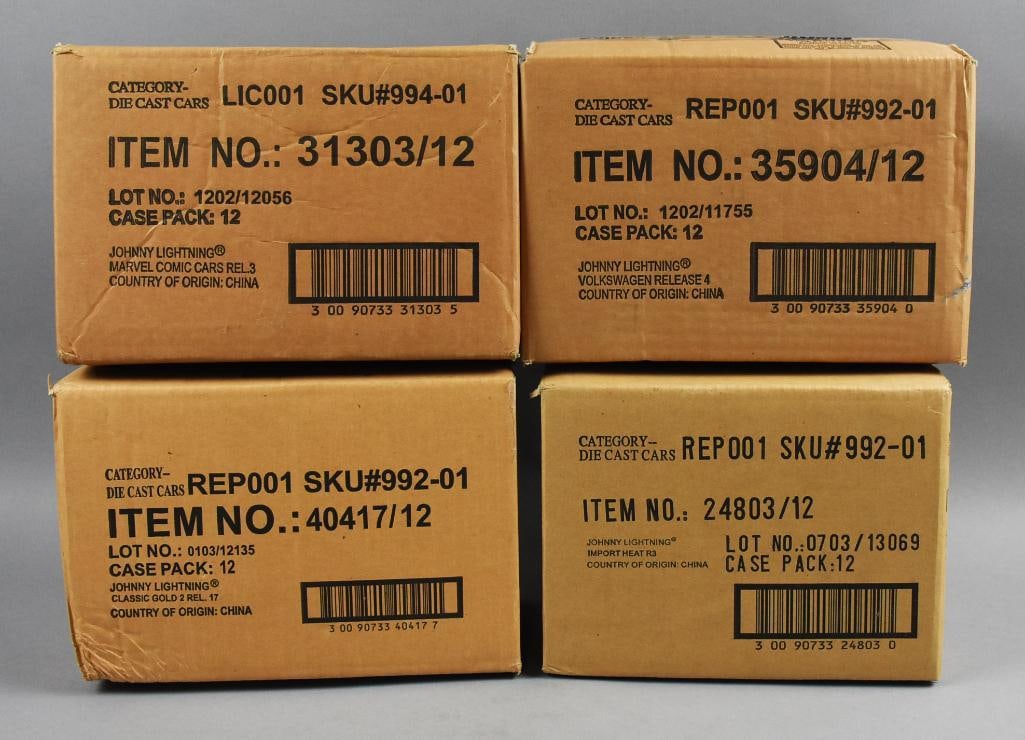 CATEGORY-
DIE CAST CARS LIC001 SKU#994-01
ITEM NO.: 31303/12
LOT NO.: 1202/12056
CASE PACK: 12
JOHNNY LIGHTNING®
MARVEL COMIC CARS REL.3
COUNTRY OF ORIGIN: CHINA
3 00 90733 31303 5
CATEGORY-
DIE CAST CARS REP001 SKU#992-01
ITEM NO.: 35904/12
LOT NO.: 1202/11755
CASE PACK: 12
JOHNNY LIGHTNING®
VOLKSWAGEN RELEASE 4
COUNTRY OF ORIGIN: CHINA
3 00 90733 35904 0
CATEGORY-
DIE CAST CARS REP001 SKU#992-01
ITEM NO.: 40417/12
LOT NO.: 0103/12135
CASE PACK: 12
JOHNNY LIGHTNING®
CLASSIC GOLD 2 REL. 17
COUNTRY OF ORIGIN: CHINA
3 00 90733 40417 7
CATEGORY--
DIE CAST CARS REP001 SKU#992-01
ITEM NO.: 24803/12
JOHNNY LIGHTNING®
IMPORT HEAT R3
COUNTRY OF ORIGIN: CHINA
LOT NO.:0703/13069
CASE PACK:12
3 00 90733 24803 0